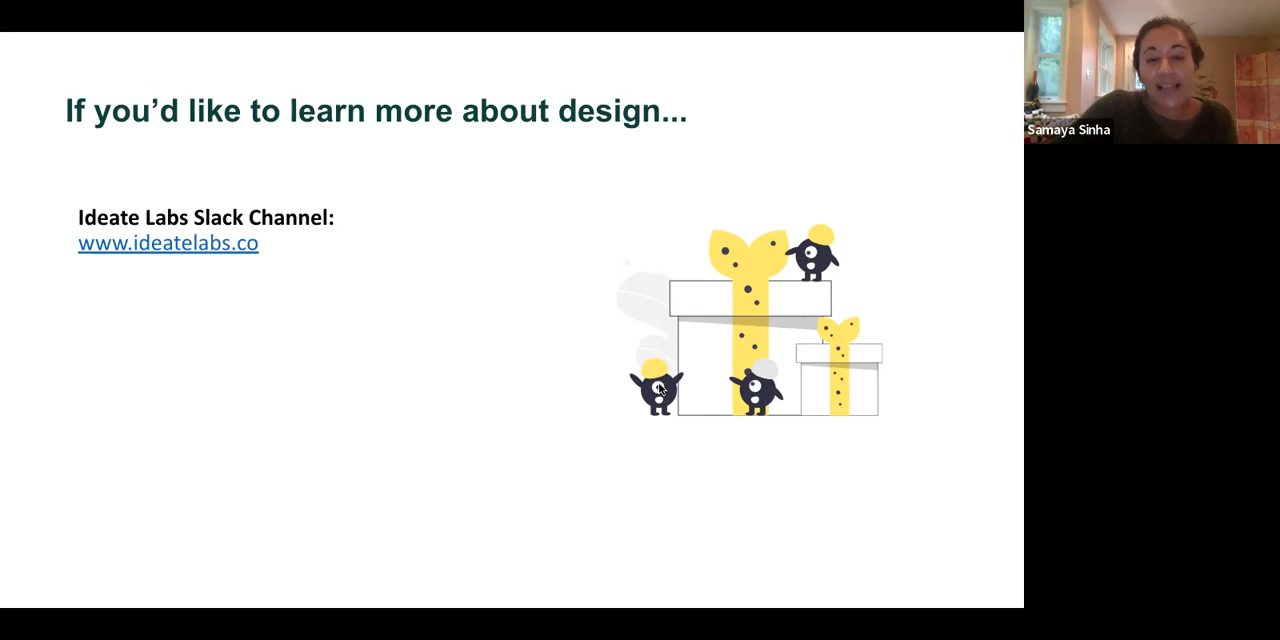 If you’d like to learn more about design...
Ideate Labs Slack Channel:
www.ideatelabs.co
Samaya Sinha